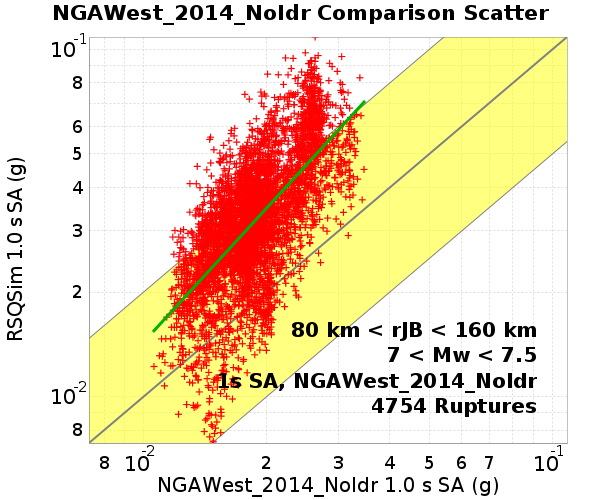 NGAWest_2014_NoIdr Comparison Scatter
10-1
8
6
5
4
3
2
10-2
8
RSQSim 1.0 s SA (g)
80 km < rJB < 160 km
7 < Mw < 7.5
1s SA, NGAWest_2014_NoIdr
4754 Ruptures
8 10-2 2 3 4 5 6 7 8 10-1
NGAWest_2014_NoIdr 1.0 s SA (g)